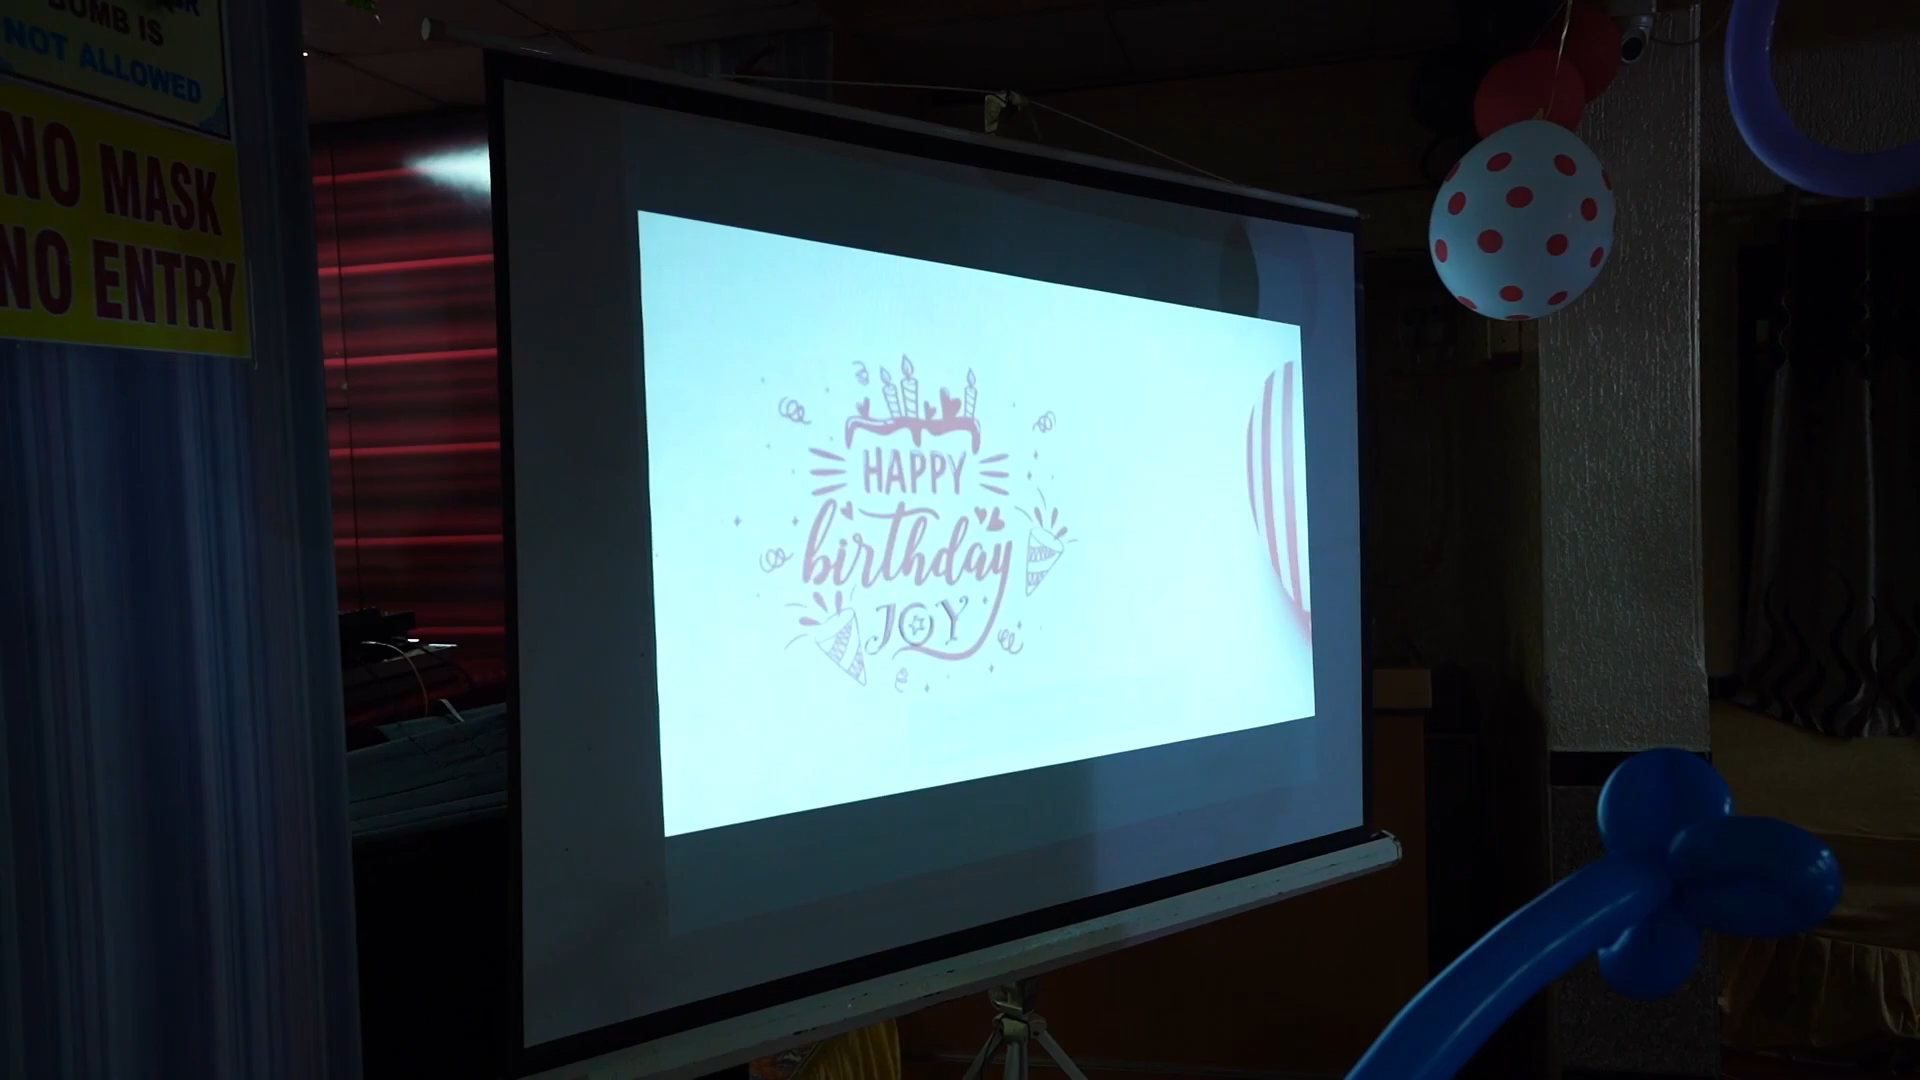 BOMB IS
NOT ALLOWED
NO MASK
NO ENTRY
HAPPY
birthday
JOY